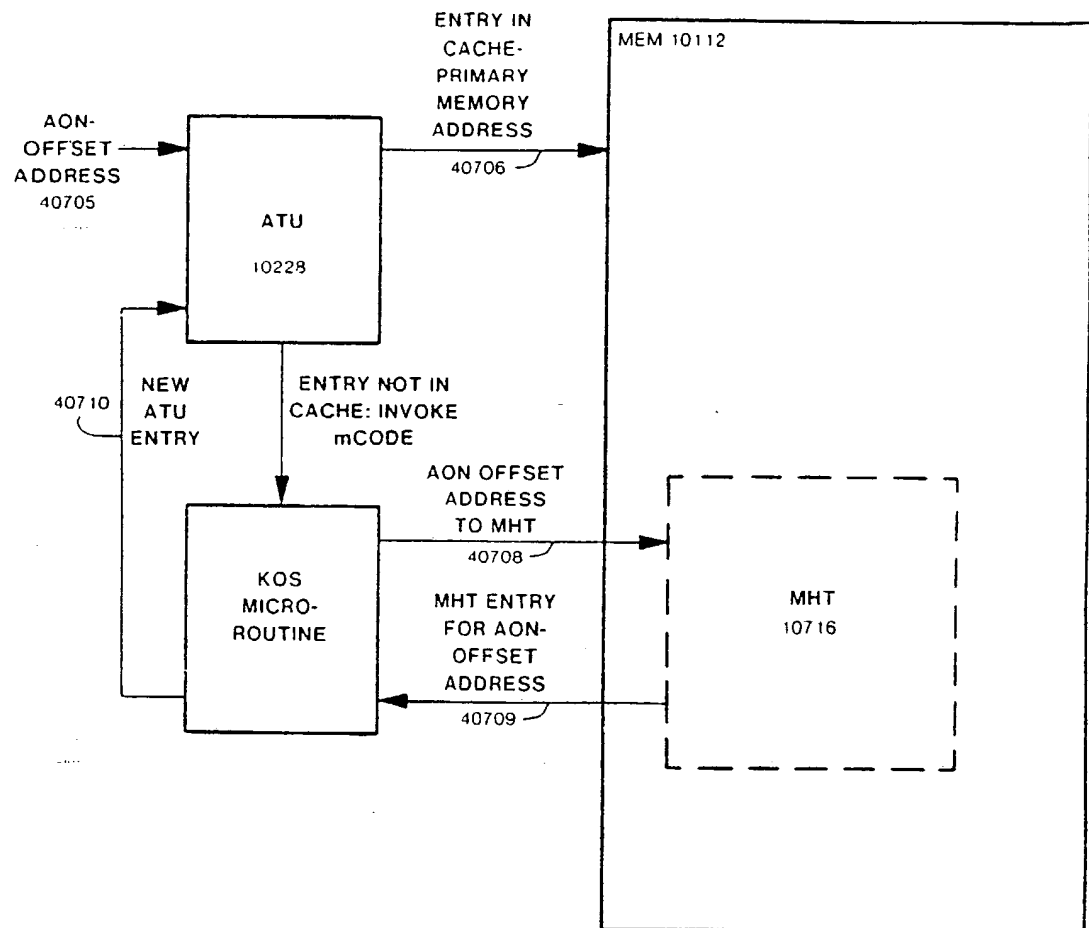 ENTRY IN
CACHE-
PRIMARY
MEMORY
ADDRESS
40706
MEM 10112
AON-
OFFSET
ADDRESS
40705
ATU
10228
40710
NEW
ATU
ENTRY
ENTRY NOT IN
CACHE: INVOKE
mCODE
AON OFFSET
ADDRESS
TO MHT
40708
KOS
MICRO-
ROUTINE
MHT ENTRY
FOR AON-
OFFSET
ADDRESS
40709
MHT
10716